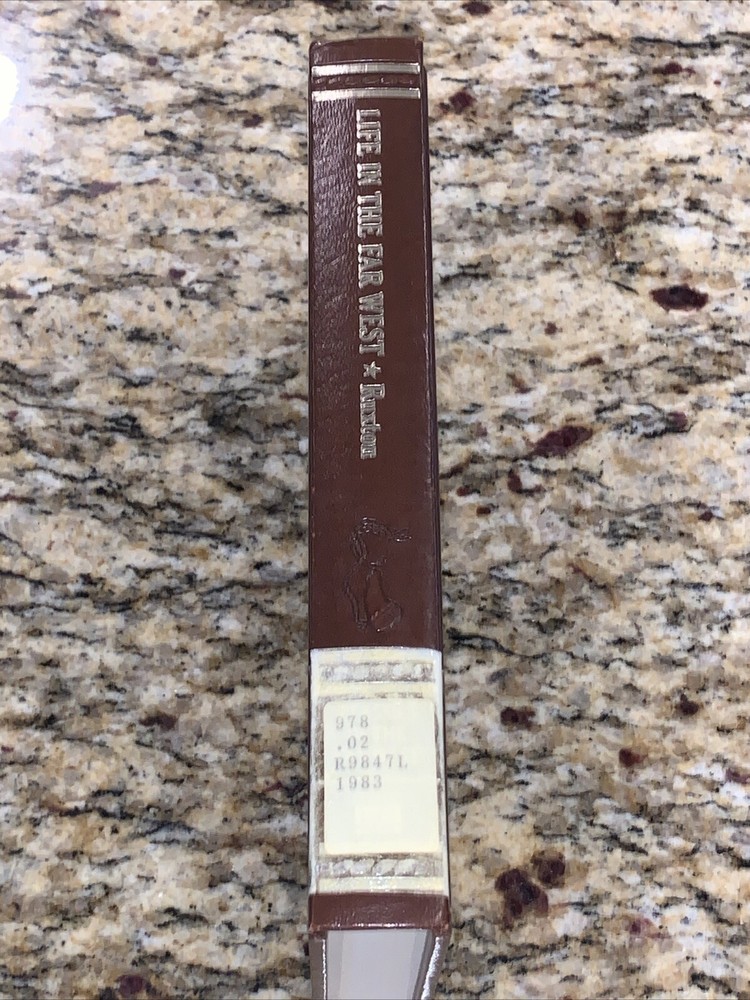 LIFE IN THE FAR WEST ★ Ruxton
978
.02
R9847L
1983